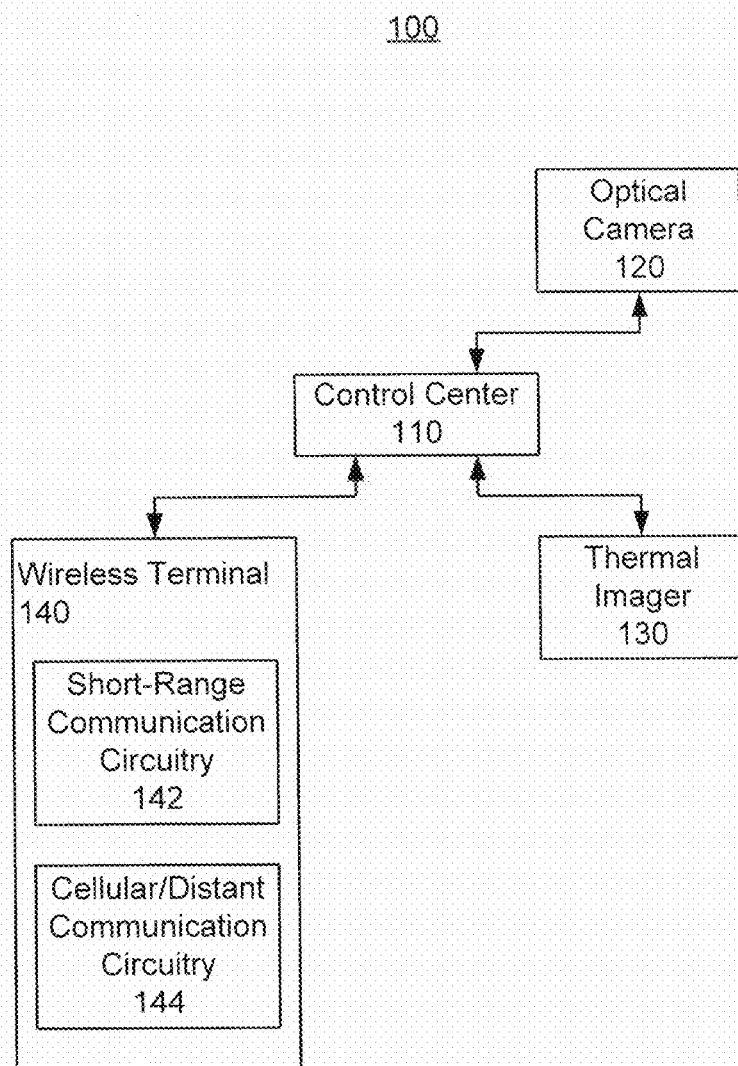 100
Optical
Camera
120
Control Center
110
Thermal
Imager
130
Wireless Terminal
140
Short-Range
Communication
Circuitry
142
Cellular/Distant
Communication
Circuitry
144